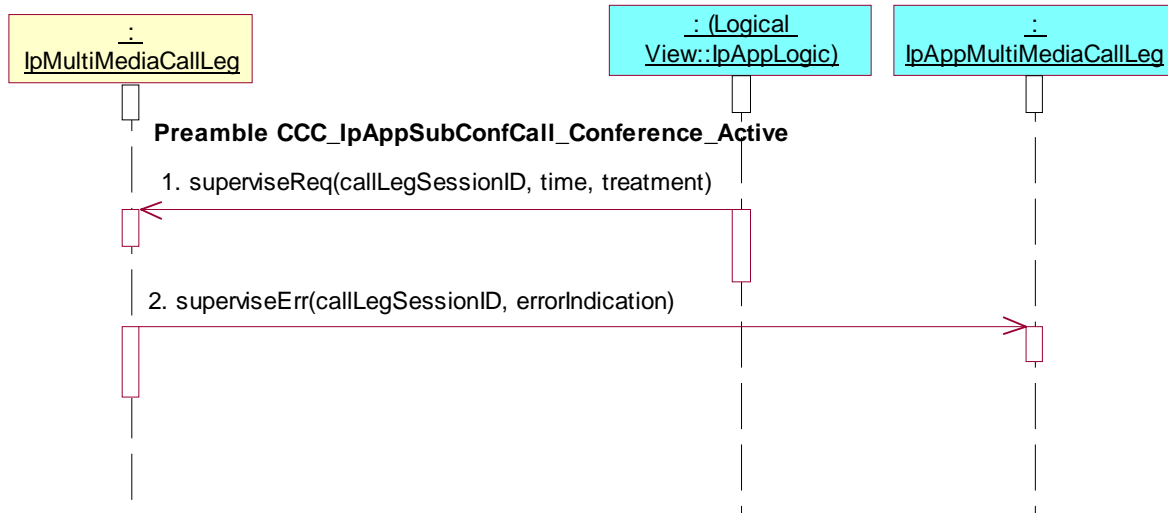 :
IpMultiMediaCallLeg
: (Logical
View::IpAppLogic)
:
IpAppMultiMediaCallLeg
Preamble CCC_IpAppSubConfCall_Conference_Active
1. superviseReq(callLegSessionID, time, treatment)
2. superviseErr(callLegSessionID, errorIndication)